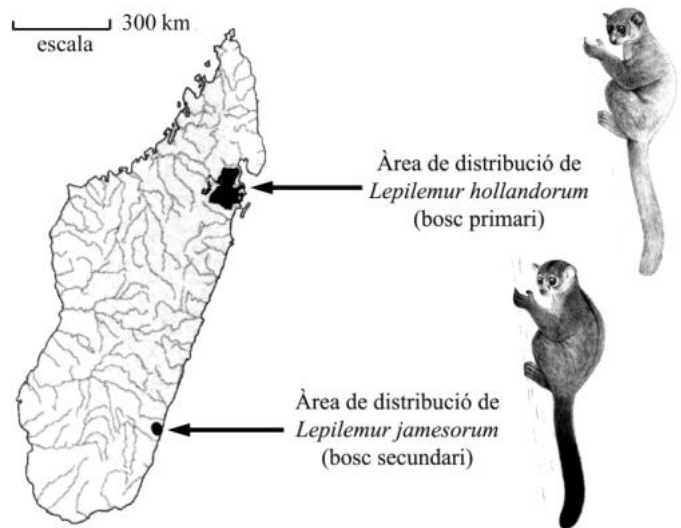 300 km
escala
Àrea de distribució de
Lepilemur hollandorum
(bosc primari)
Àrea de distribució de
Lepilemur jamesorum
(bosc secundari)